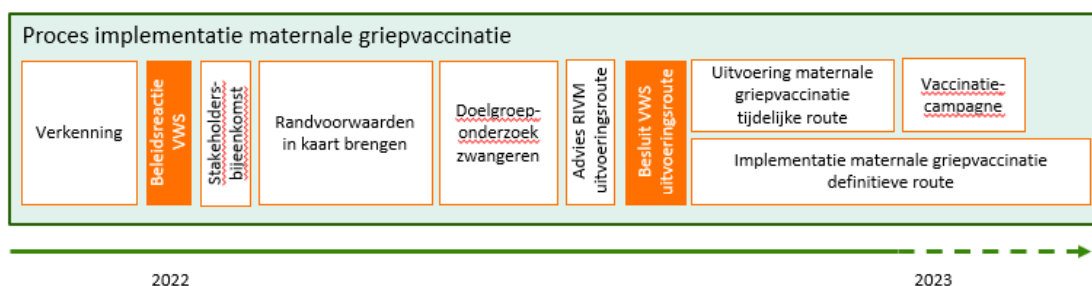 Proces implementatie maternale griepvaccinatie
Verkenning
Beleidsreactie
VWS
Stakeholders-
bijeenkomst
Randvoorwaarden
in kaart brengen
Doelgroep-
onderzoek
zwangeren
Advies RIVM
uitvoeringsroute
Besluit VWS
uitvoeringsroute
Uitvoering maternale
griepvaccinatie
tijdelijke route
Vaccinatie-
campagne
Implementatie maternale griepvaccinatie
definitieve route
2022
2023